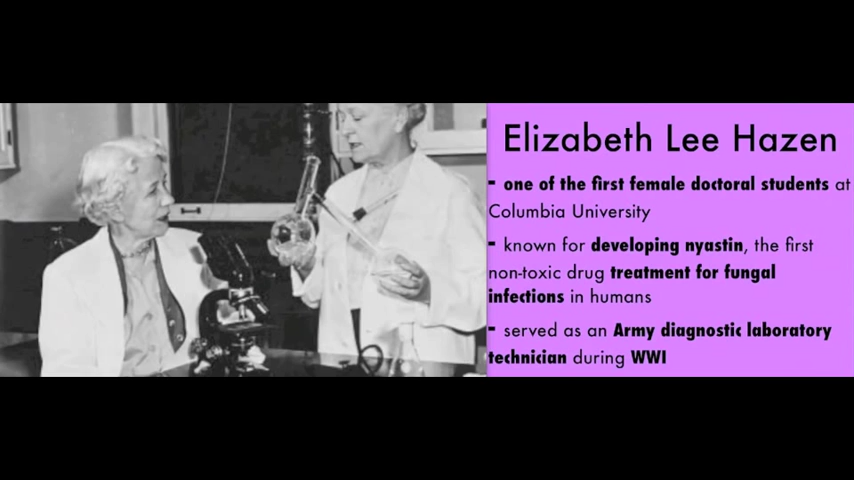 Elizabeth Lee Hazen
- one of the first female doctoral students at
Columbia University
- known for developing nyastin, the first
non-toxic drug treatment for fungal
infections in humans
- served as an Army diagnostic laboratory
technician during WWI